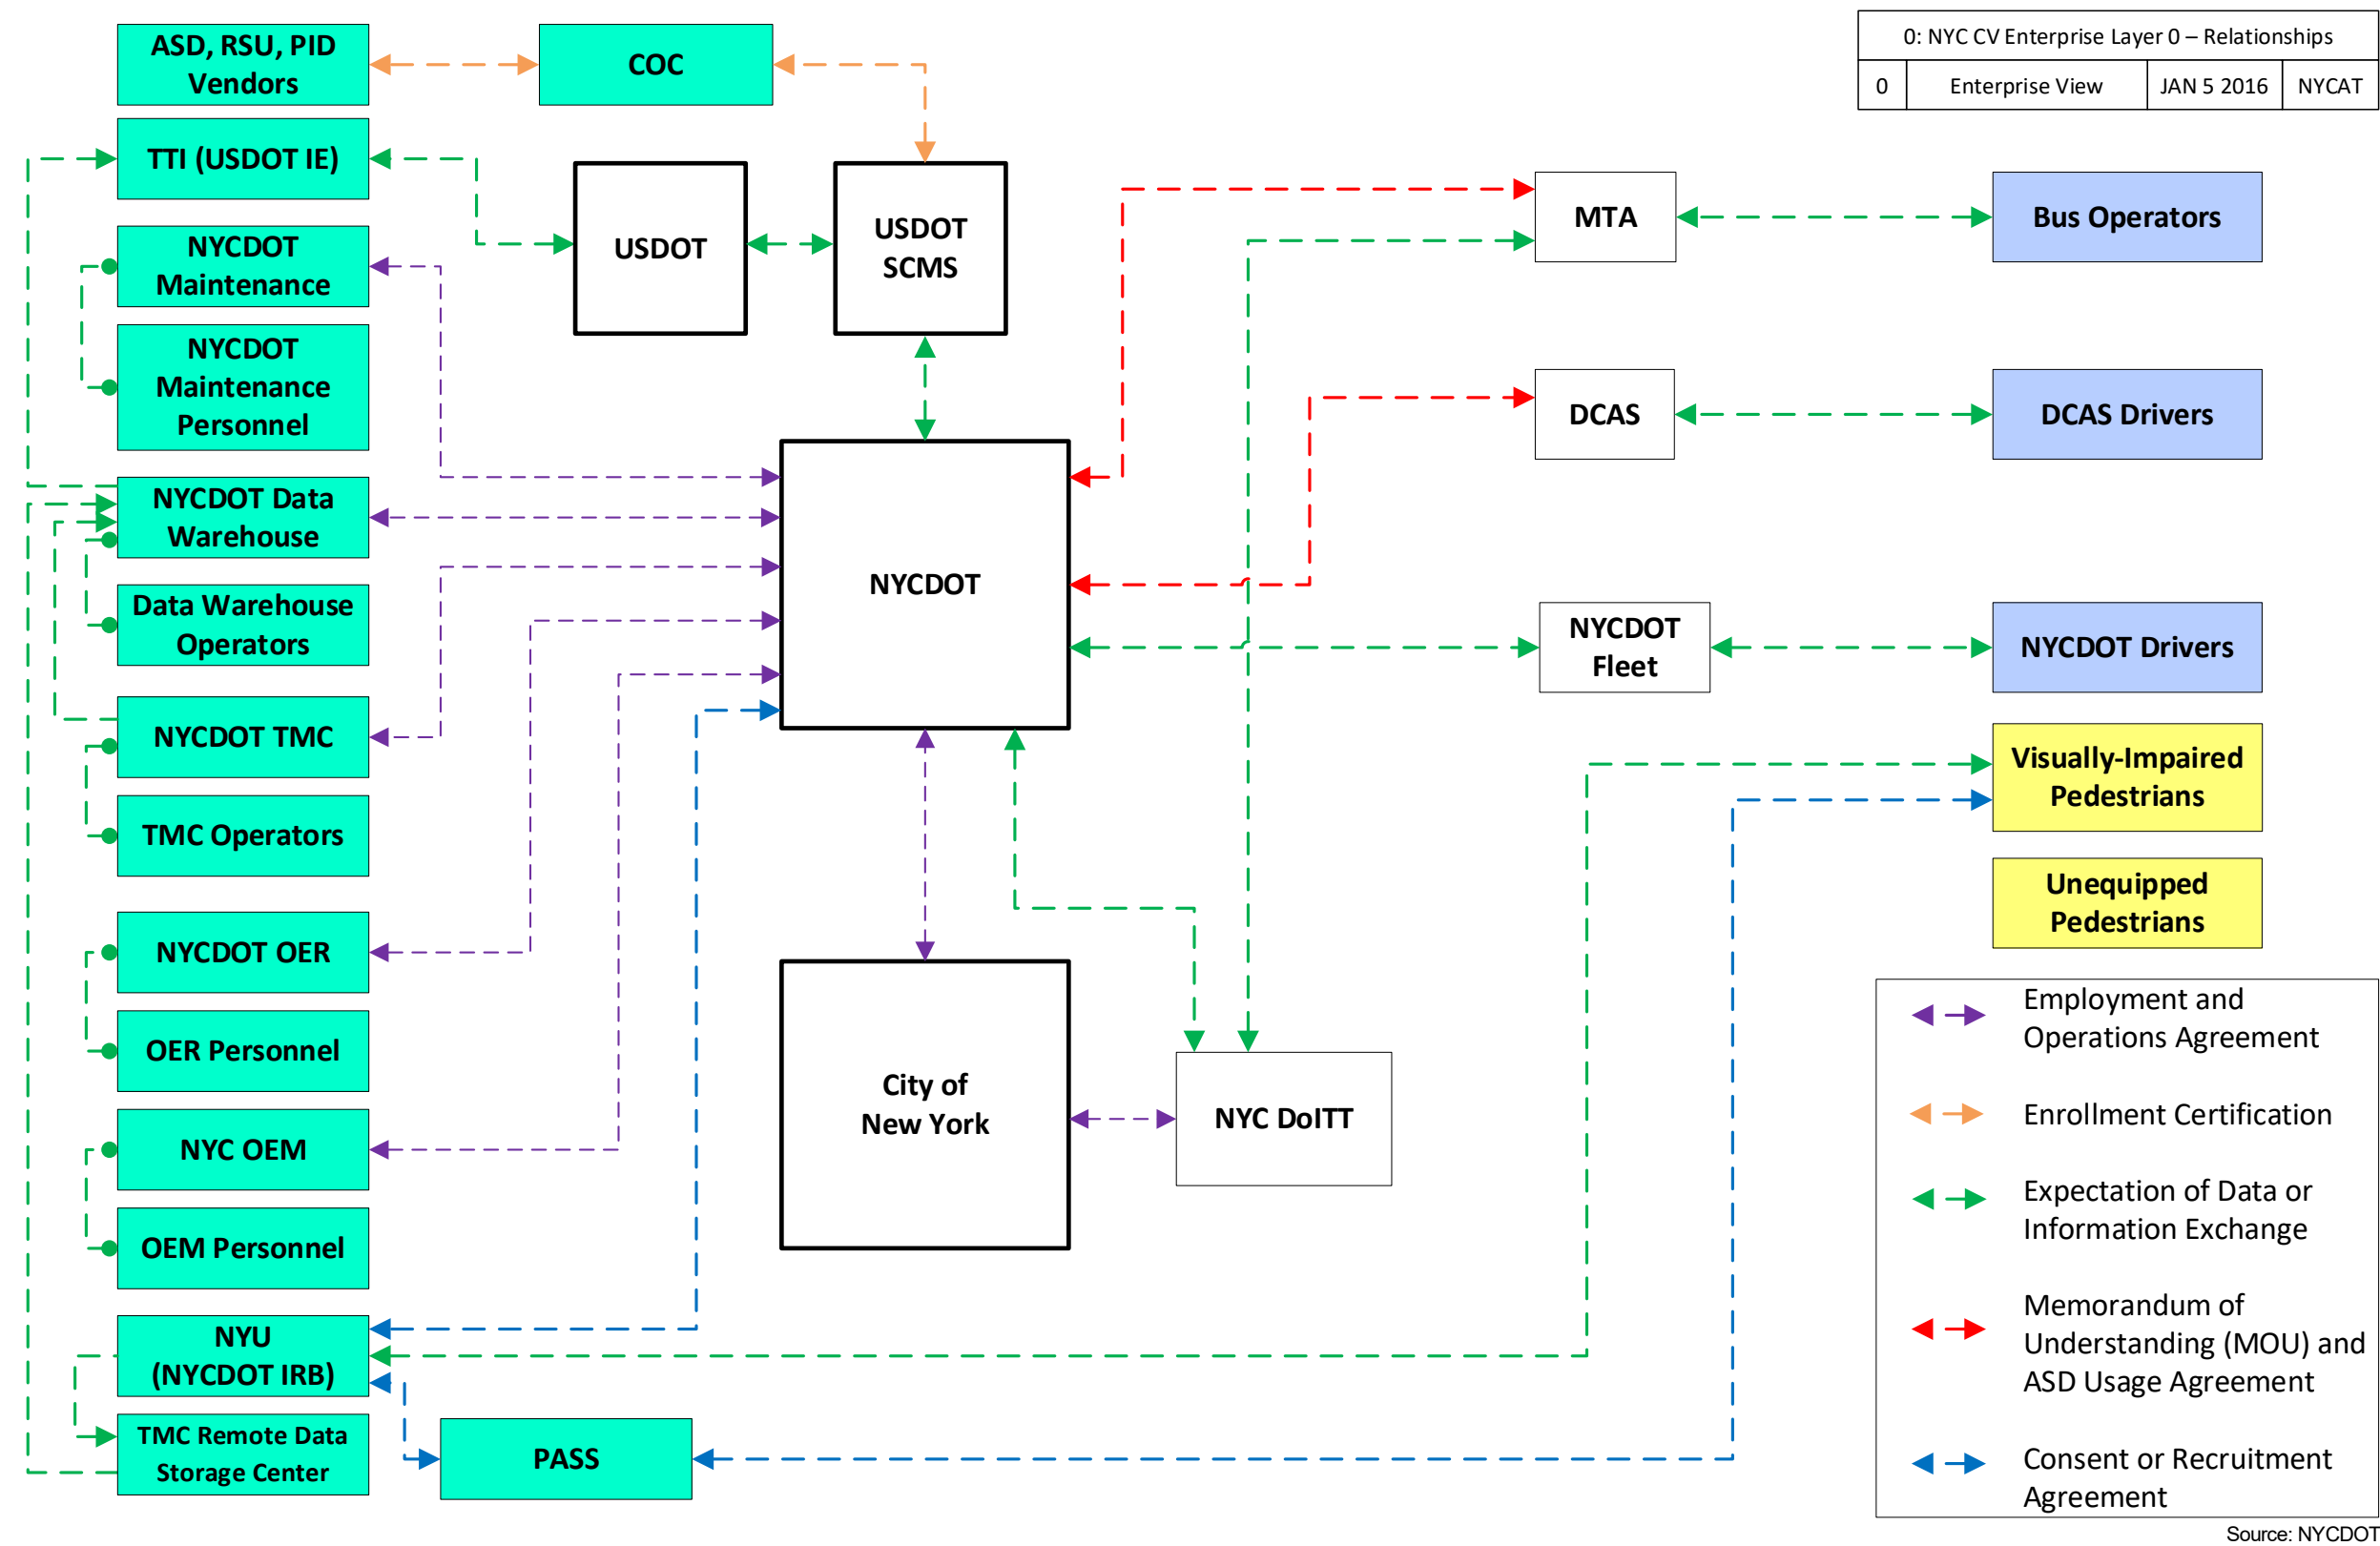 0: NYC CV Enterprise Layer 0 – Relationships
0
Enterprise View
JAN 5 2016
NYCAT
ASD, RSU, PID
Vendors
COC
TTI (USDOT IE)
USDOT
USDOT
SCMS
NYCDOT
Maintenance
NYCDOT
Maintenance
Personnel
NYCDOT Data
Warehouse
Data Warehouse
Operators
NYCDOT TMC
TMC Operators
NYCDOT OER
OER Personnel
NYC OEM
OEM Personnel
NYU
(NYCDOT IRB)
TMC Remote Data
Storage Center
PASS
NYCDOT
City of
New York
NYC DoITT
MTA
DCAS
NYCDOT
Fleet
Bus Operators
DCAS Drivers
NYCDOT Drivers
Visually-Impaired
Pedestrians
Unequipped
Pedestrians
Employment and
Operations Agreement
Enrollment Certification
Expectation of Data or
Information Exchange
Memorandum of
Understanding (MOU) and
ASD Usage Agreement
Consent or Recruitment
Agreement
Source: NYCDOT